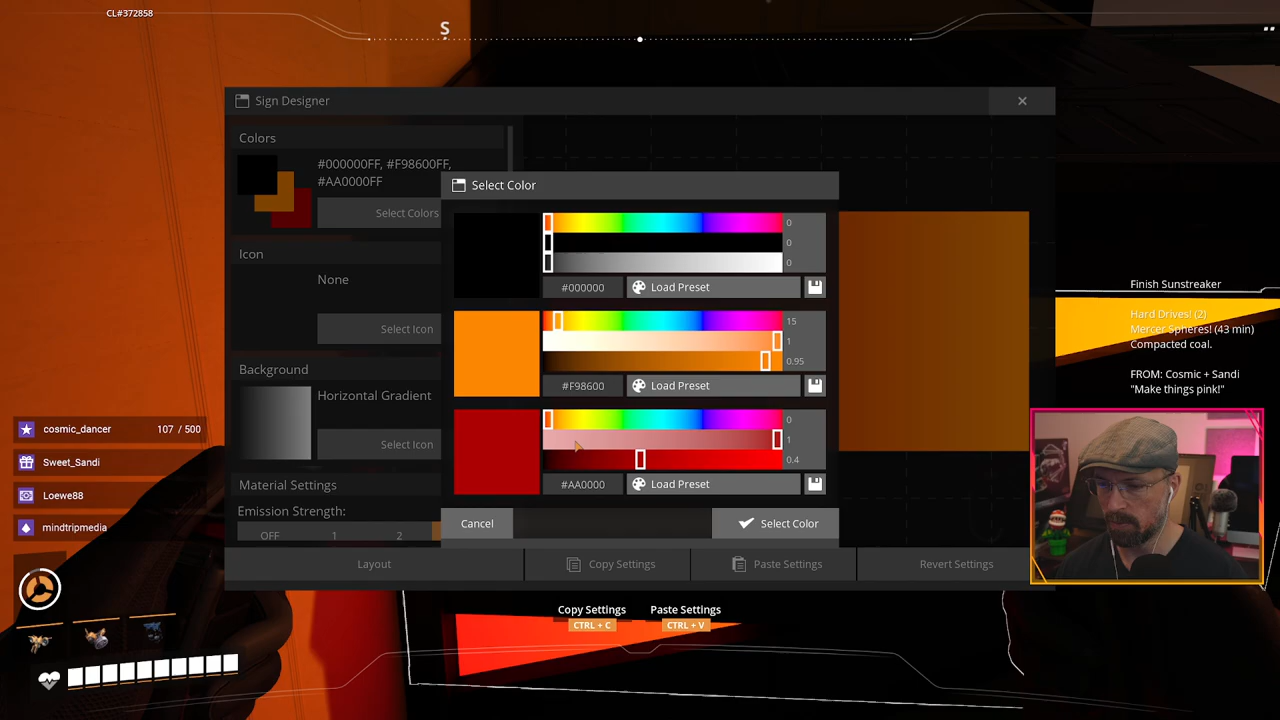 CL#372858
S
Sign Designer
Colors
#000000FF, #F98600FF,
#AA0000FF
Select Colors
Icon
None
Select Icon
Background
Horizontal Gradient
Select Icon
Material Settings
Emission Strength:
OFF 1 2
Layout
Copy Settings
Paste Settings
Revert Settings
Select Color
0
0
0
#000000
Load Preset
15
1
0.95
#F98600
Load Preset
0
1
0.4
#AA0000
Load Preset
Cancel
Select Color
Copy Settings
CTRL + C
Paste Settings
CTRL + V
Finish Sunstreaker
Hard Drives! (2)
Mercer Spheres! (43 min)
Compacted coal.
FROM: Cosmic + Sandi
"Make things pink!"
cosmic_dancer 107 / 500
Sweet_Sandi
Loewe88
mindtripmedia